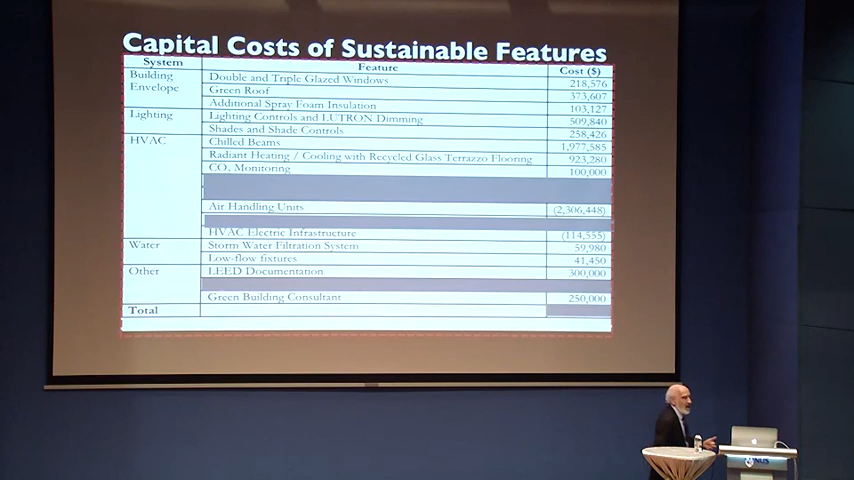 Capital Costs of Sustainable Features
System Feature Cost ($)
Building Envelope Double and Triple Glazed Windows 218,576
Green Roof 373,607
Additional Spray Foam Insulation 103,127
Lighting Lighting Controls and LUTRON Dimming 509,840
Shades and Shade Controls 258,426
HVAC Chilled Beams 1,977,585
Radiant Heating / Cooling with Recycled Glass Terrazzo Flooring 923,280
CO₂ Monitoring 100,000
Air Handling Units (2,306,448)
HVAC Electric Infrastructure (114,555)
Water Storm Water Filtration System 59,980
Low-flow fixtures 41,450
Other LEED Documentation 300,000
Green Building Consultant 250,000
Total
NUS